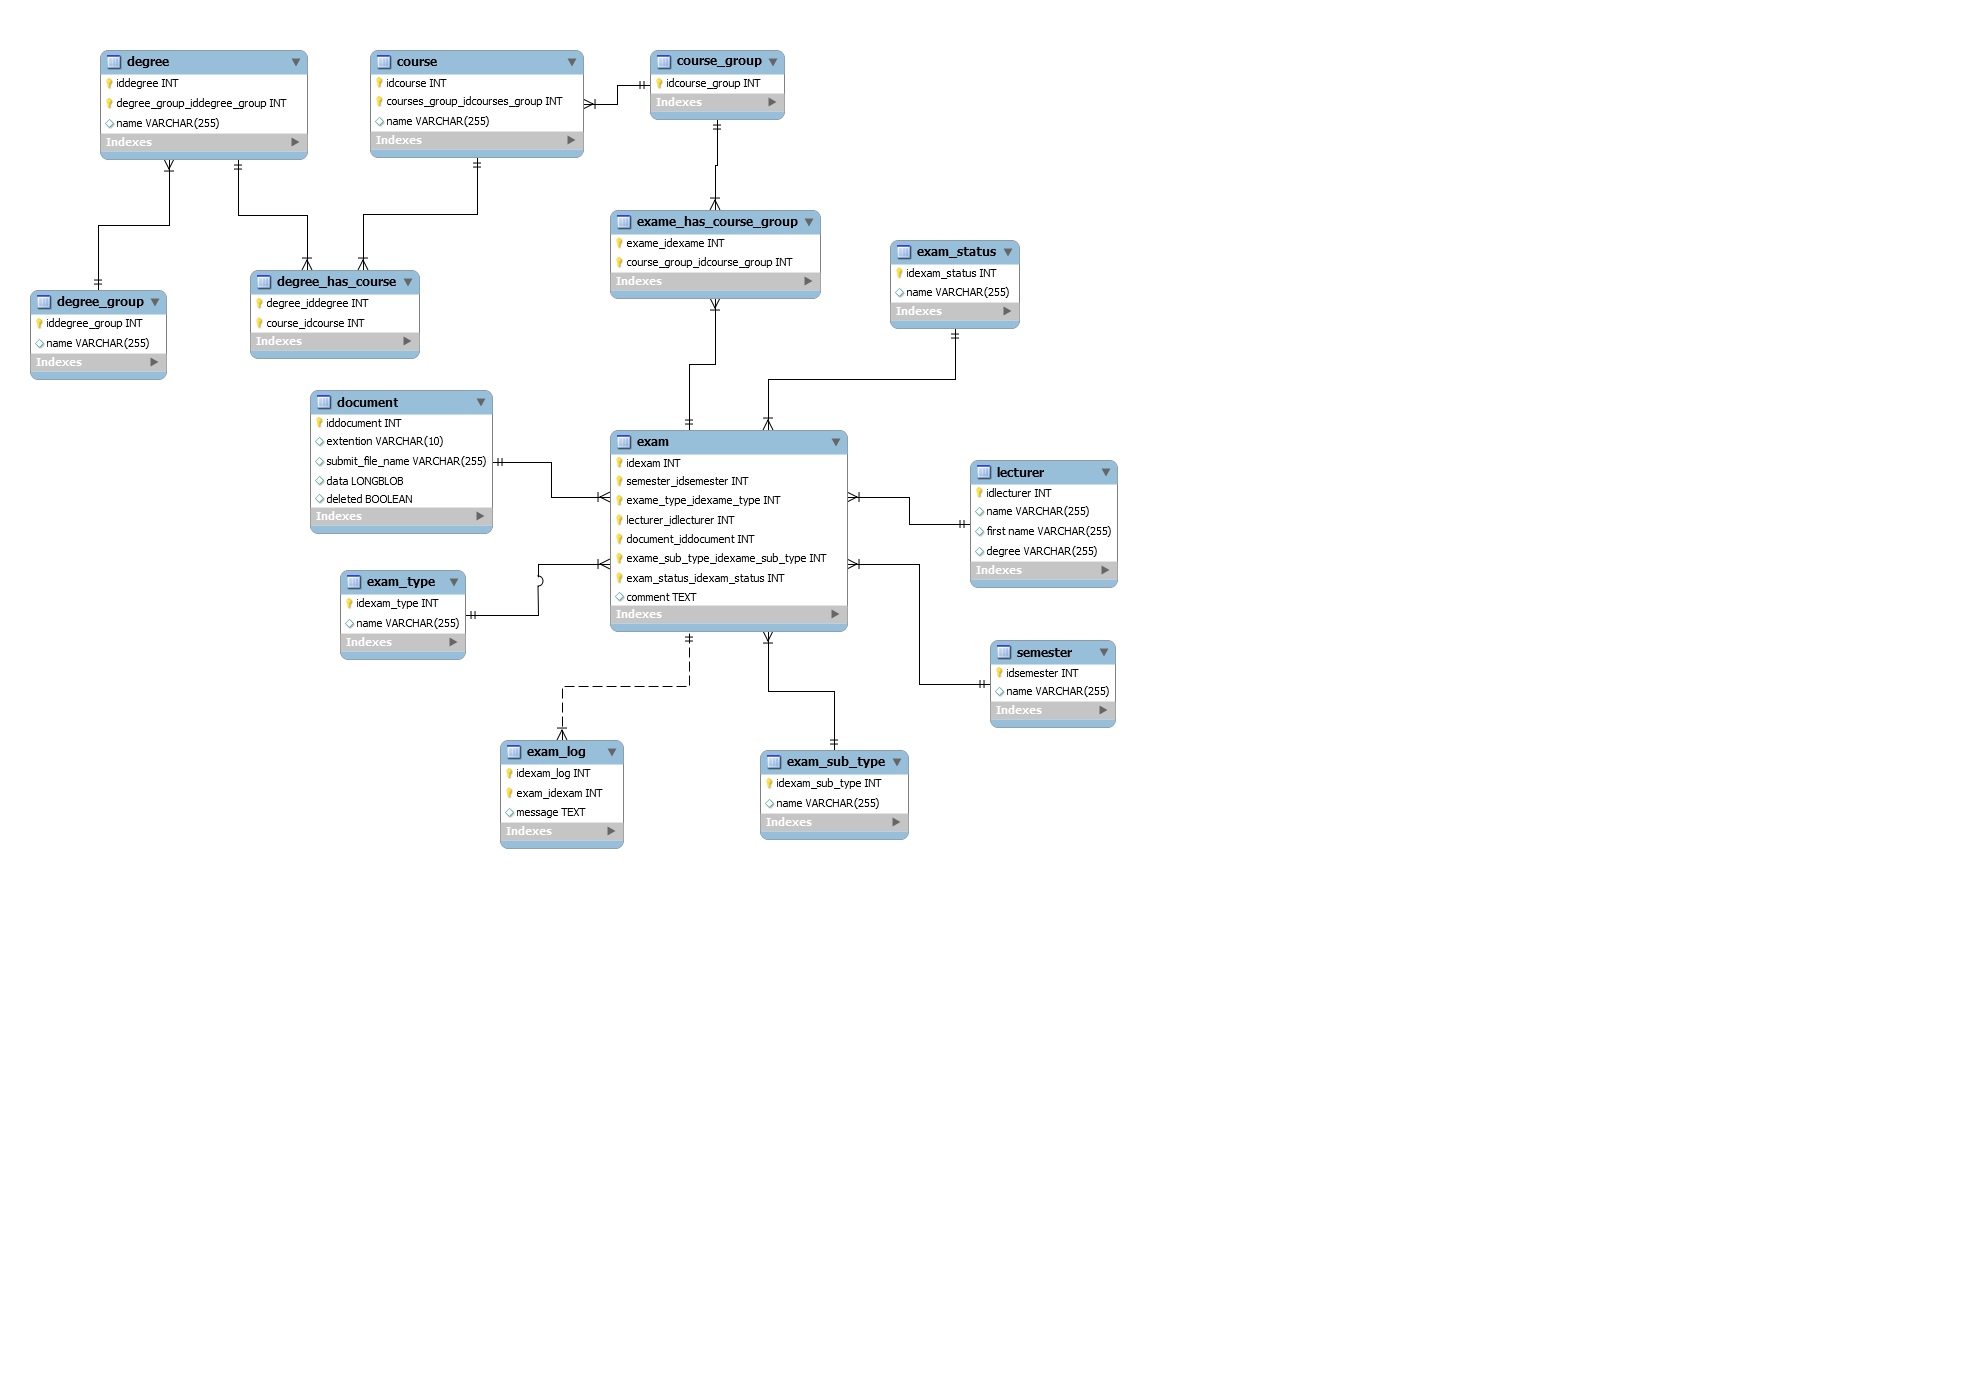 degree
iddegree INT
degree_group_iddegree_group INT
name VARCHAR(255)
Indexes
course
idcourse INT
courses_group_idcourses_group INT
name VARCHAR(255)
Indexes
course_group
idcourse_group INT
Indexes
exame_has_course_group
exame_idexame INT
course_group_idcourse_group INT
Indexes
exam_status
idexam_status INT
name VARCHAR(255)
Indexes
degree_group
iddegree_group INT
name VARCHAR(255)
Indexes
degree_has_course
degree_iddegree INT
course_idcourse INT
Indexes
document
iddocument INT
extention VARCHAR(10)
submit_file_name VARCHAR(255)
data LONGBLOB
deleted BOOLEAN
Indexes
exam
idexam INT
semester_idsemester INT
exame_type_idexame_type INT
lecturer_idlecturer INT
document_iddocument INT
exame_sub_type_idexame_sub_type INT
exam_status_idexam_status INT
comment TEXT
Indexes
lecturer
idlecturer INT
name VARCHAR(255)
first name VARCHAR(255)
degree VARCHAR(255)
Indexes
exam_type
idexam_type INT
name VARCHAR(255)
Indexes
semester
idsemester INT
name VARCHAR(255)
Indexes
exam_log
idexam_log INT
exam_idexam INT
message TEXT
Indexes
exam_sub_type
idexam_sub_type INT
name VARCHAR(255)
Indexes